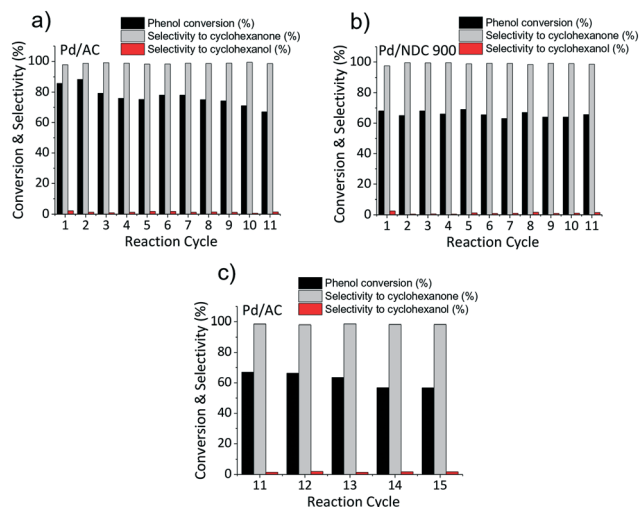 a)
Phenol conversion (%)
Selectivity to cyclohexanone (%)
Selectivity to cyclohexanol (%)
Pd/AC
Conversion & Selectivity (%)
100
80
60
40
20
0
1 2 3 4 5 6 7 8 9 10 11
Reaction Cycle
b)
Phenol conversion (%)
Selectivity to cyclohexanone (%)
Selectivity to cyclohexanol (%)
Pd/NDC 900
Conversion & Selectivity (%)
100
80
60
40
20
0
1 2 3 4 5 6 7 8 9 10 11
Reaction Cycle
c)
Phenol conversion (%)
Selectivity to cyclohexanone (%)
Selectivity to cyclohexanol (%)
Pd/AC
Conversion & Selectivity (%)
100
80
60
40
20
0
11 12 13 14 15
Reaction Cycle